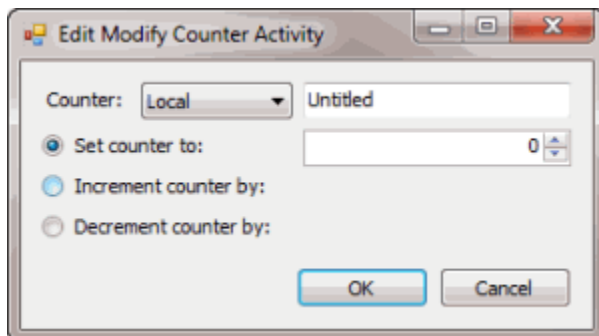 Edit Modify Counter Activity
Counter: Local Untitled
Set counter to: 0
Increment counter by:
Decrement counter by:
OK Cancel